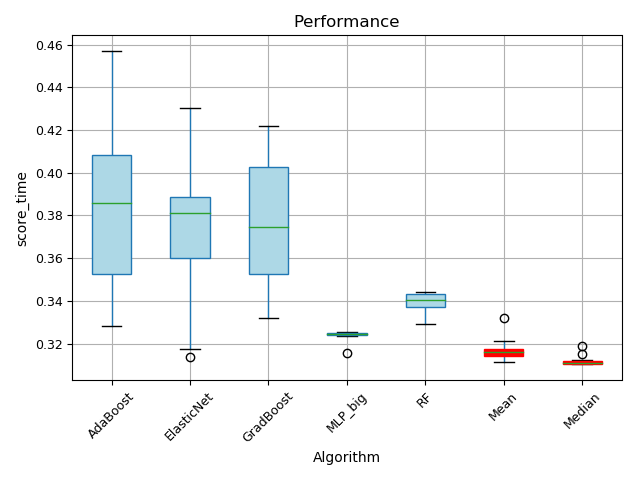 Performance
0.46
0.44
0.42
0.40
0.38
0.36
0.34
0.32
score_time
AdaBoost
ElasticNet
GradBoost
MLP_big
RF
Mean
Median
Algorithm